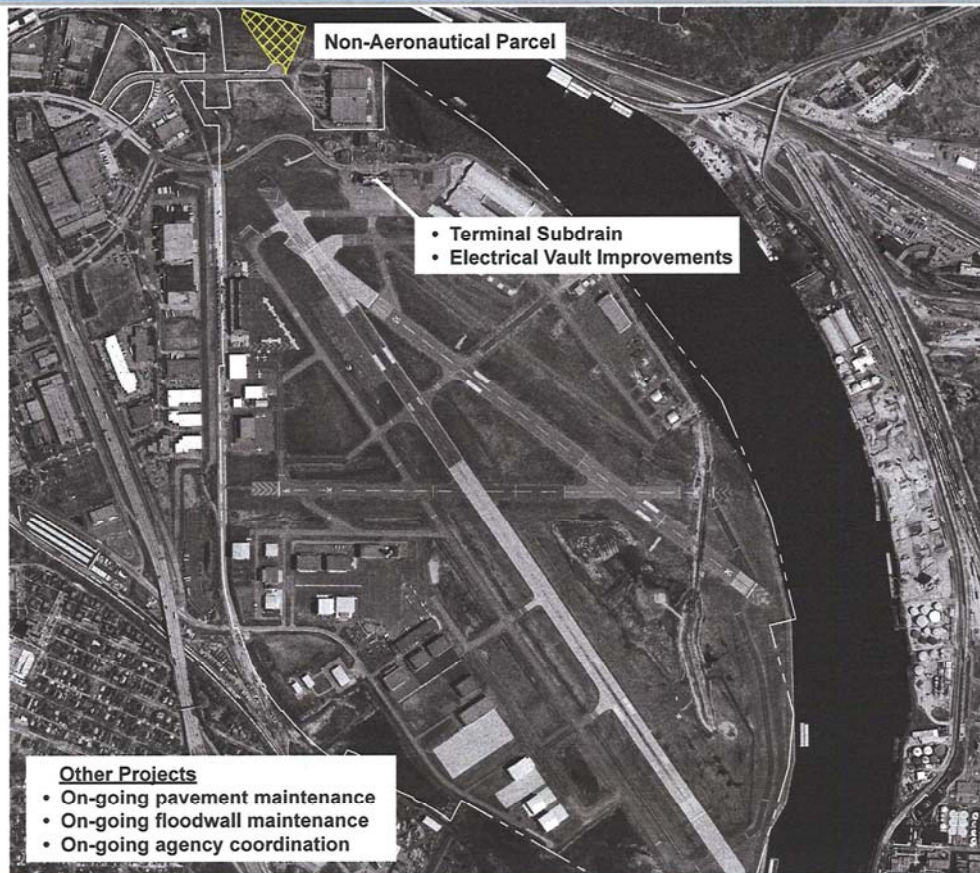 Non-Aeronautical Parcel
• Terminal Subdrain
• Electrical Vault Improvements
Other Projects
• On-going pavement maintenance
• On-going floodwall maintenance
• On-going agency coordination